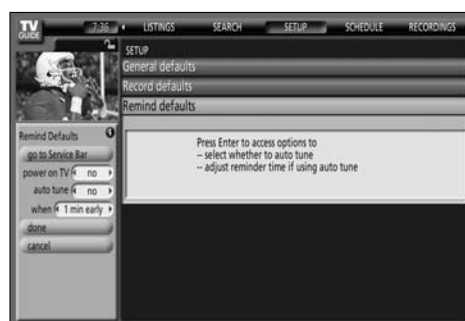 TV GUIDE
7:36
LISTINGS SEARCH SETUP SCHEDULE RECORDINGS
SETUP
General defaults
Record defaults
Remind defaults
Remind Defaults
go to Service Bar
power on TV no
auto tune no
when 1 min early
done
cancel
Press Enter to access options to
-- select whether to auto tune
-- adjust reminder time if using auto tune